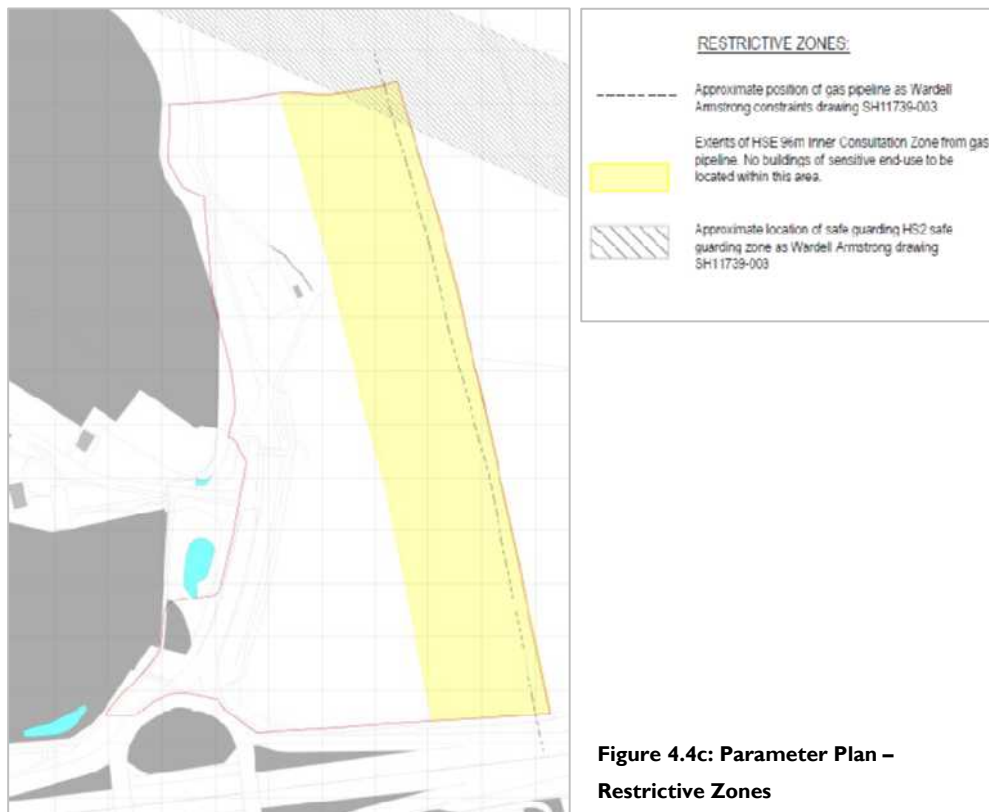 RESTRICTIVE ZONES:
Approximate position of gas pipeline as Wardell
Armstrong constraints drawing SH11739-003
Extents of HSE 96m Inner Consultation Zone from gas
pipeline. No buildings of sensitive end-use to be
located within this area.
Approximate location of safe guarding HS2 safe
guarding zone as Wardell Armstrong drawing
SH11739-003
Figure 4.4c: Parameter Plan –
Restrictive Zones